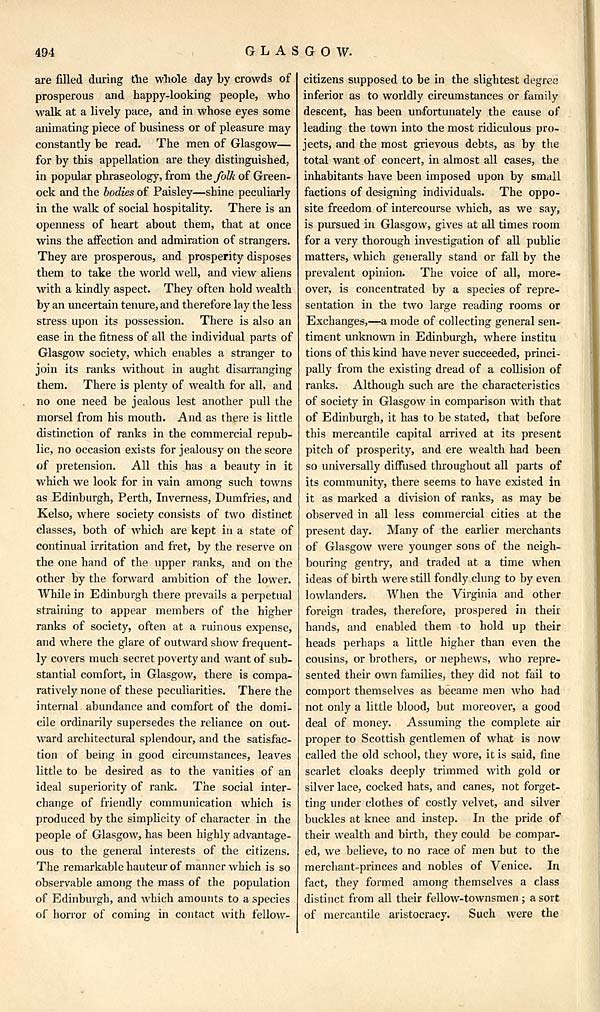 494
GLASGOW.
are filled during the whole day by crowds of
prosperous and happy-looking people, who
walk at a lively pace, and in whose eyes some
animating piece of business or of pleasure may
constantly be read. The men of Glasgow—
for by this appellation are they distinguished,
in popular phraseology, from the folk of Green-
ock and the bodies of Paisley—shine peculiarly
in the walk of social hospitality. There is an
openness of heart about them, that at once
wins the affection and admiration of strangers.
They are prosperous, and prosperity disposes
them to take the world well, and view aliens
with a kindly aspect. They often hold wealth
by an uncertain tenure, and therefore lay the less
stress upon its possession. There is also an
ease in the fitness of all the individual parts of
Glasgow society, which enables a stranger to
join its ranks without in aught disarranging
them. There is plenty of wealth for all, and
no one need be jealous lest another pull the
morsel from his mouth. And as there is little
distinction of ranks in the commercial repub-
lic, no occasion exists for jealousy on the score
of pretension. All this has a beauty in it
which we look for in vain among such towns
as Edinburgh, Perth, Inverness, Dumfries, and
Kelso, where society consists of two distinct
classes, both of which are kept in a state of
continual irritation and fret, by the reserve on
the one hand of the upper ranks, and on the
other by the forward ambition of the lower.
While in Edinburgh there prevails a perpetual
straining to appear members of the higher
ranks of society, often at a ruinous expense,
and where the glare of outward show frequent-
ly covers much secret poverty and want of sub-
stantial comfort, in Glasgow, there is compa-
ratively none of these peculiarities. There the
internal abundance and comfort of the domi-
cile ordinarily supersedes the reliance on out-
ward architectural splendour, and the satisfac-
tion of being in good circumstances, leaves
little to be desired as to the vanities of an
ideal superiority of rank. The social inter-
change of friendly communication which is
produced by the simplicity of character in the
people of Glasgow, has been highly advantage-
ous to the general interests of the citizens.
The remarkable hauteur of manner which is so
observable among the mass of the population
of Edinburgh, and which amounts to a species
of horror of coming in contact with fellow-
citizens supposed to be in the slightest degree
inferior as to worldly circumstances or family
descent, has been unfortunately the cause of
leading the town into the most ridiculous pro-
jects, and the most grievous debts, as by the
total want of concert, in almost all cases, the
inhabitants have been imposed upon by small
factions of designing individuals. The oppo-
site freedom of intercourse which, as we say,
is pursued in Glasgow, gives at all times room
for a very thorough investigation of all public
matters, which generally stand or fall by the
prevalent opinion. The voice of all, more-
over, is concentrated by a species of repre-
sentation in the two large reading rooms or
Exchanges,—a mode of collecting general sen-
timent unknown in Edinburgh, where institu
tions of this kind have never succeeded, princi-
pally from the existing dread of a collision of
ranks. Although such are the characteristics
of society in Glasgow in comparison with that
of Edinburgh, it has to be stated, that before
this mercantile capital arrived at its present
pitch of prosperity, and ere wealth had been
so universally diffused throughout all parts of
its community, there seems to have existed in
it as marked a division of ranks, as may be
observed in all less commercial cities at the
present day. Many of the earlier merchants
of Glasgow were younger sons of the neigh-
bouring gentry, and traded at a time when
ideas of birth were still fondly clung to by even
lowlanders. When the Virginia and other
foreign trades, therefore, prospered in their
hands, and enabled them to hold up their
heads perhaps a little higher than even the
cousins, or brothers, or nephews, who repre-
sented their own families, they did not fail to
comport themselves as became men who had
not only a little blood, but moreover, a good
deal of money. Assuming the complete air
proper to Scottish gentlemen of what is now
called the old school, they wore, it is said, fine
scarlet cloaks deeply trimmed with gold or
silver lace, cocked hats, and canes, not forget-
ting under clothes of costly velvet, and silver
buckles at knee and instep. In the pride of
their wealth and birth, they could be compar-
ed, we believe, to no race of men but to the
merchant-princes and nobles of Venice. In
fact, they formed among themselves a class
distinct from all their fellow-townsmen; a sort
of mercantile aristocracy. Such were the